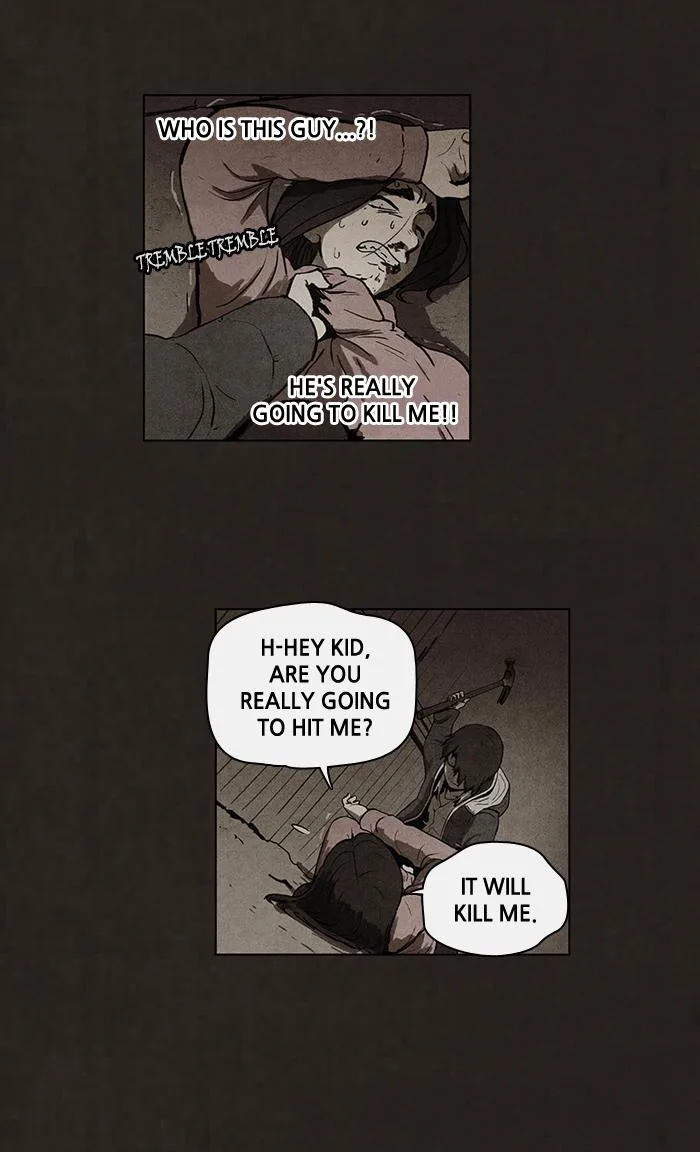 WHO IS THIS GUY...?!
TREMBLE TREMBLE
HE'S REALLY
GOING TO KILL ME!!
H-HEY KID,
ARE YOU
REALLY GOING
TO HIT ME?
IT WILL
KILL ME.